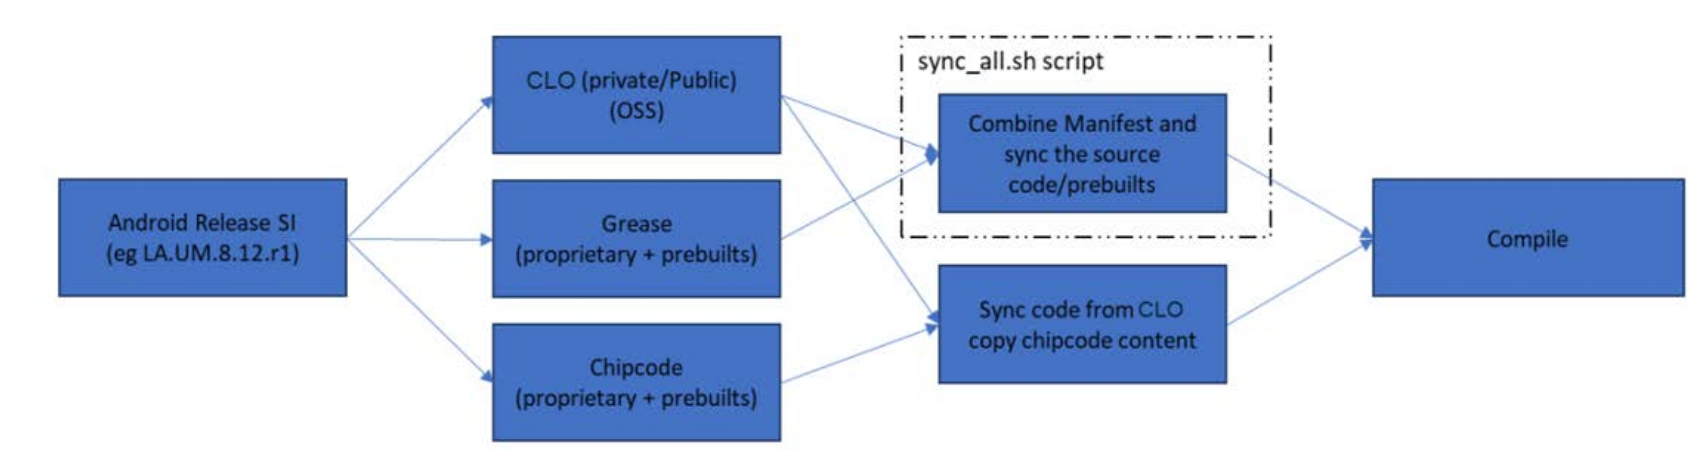 Android Release SI
(eg LA.UM.8.12.r1)
CLO (private/Public)
(OSS)
Grease
(proprietary + prebuilts)
Chipcode
(proprietary + prebuilts)
sync_all.sh script
Combine Manifest and
sync the source
code/prebuilts
Sync code from CLO
copy chipcode content
Compile